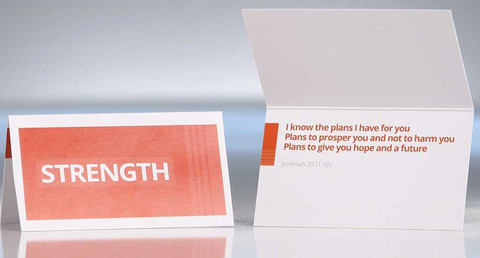 STRENGTH
I know the plans I have for you
Plans to prosper you and not to harm you
Plans to give you hope and a future
Jeremiah 29:11 NIV